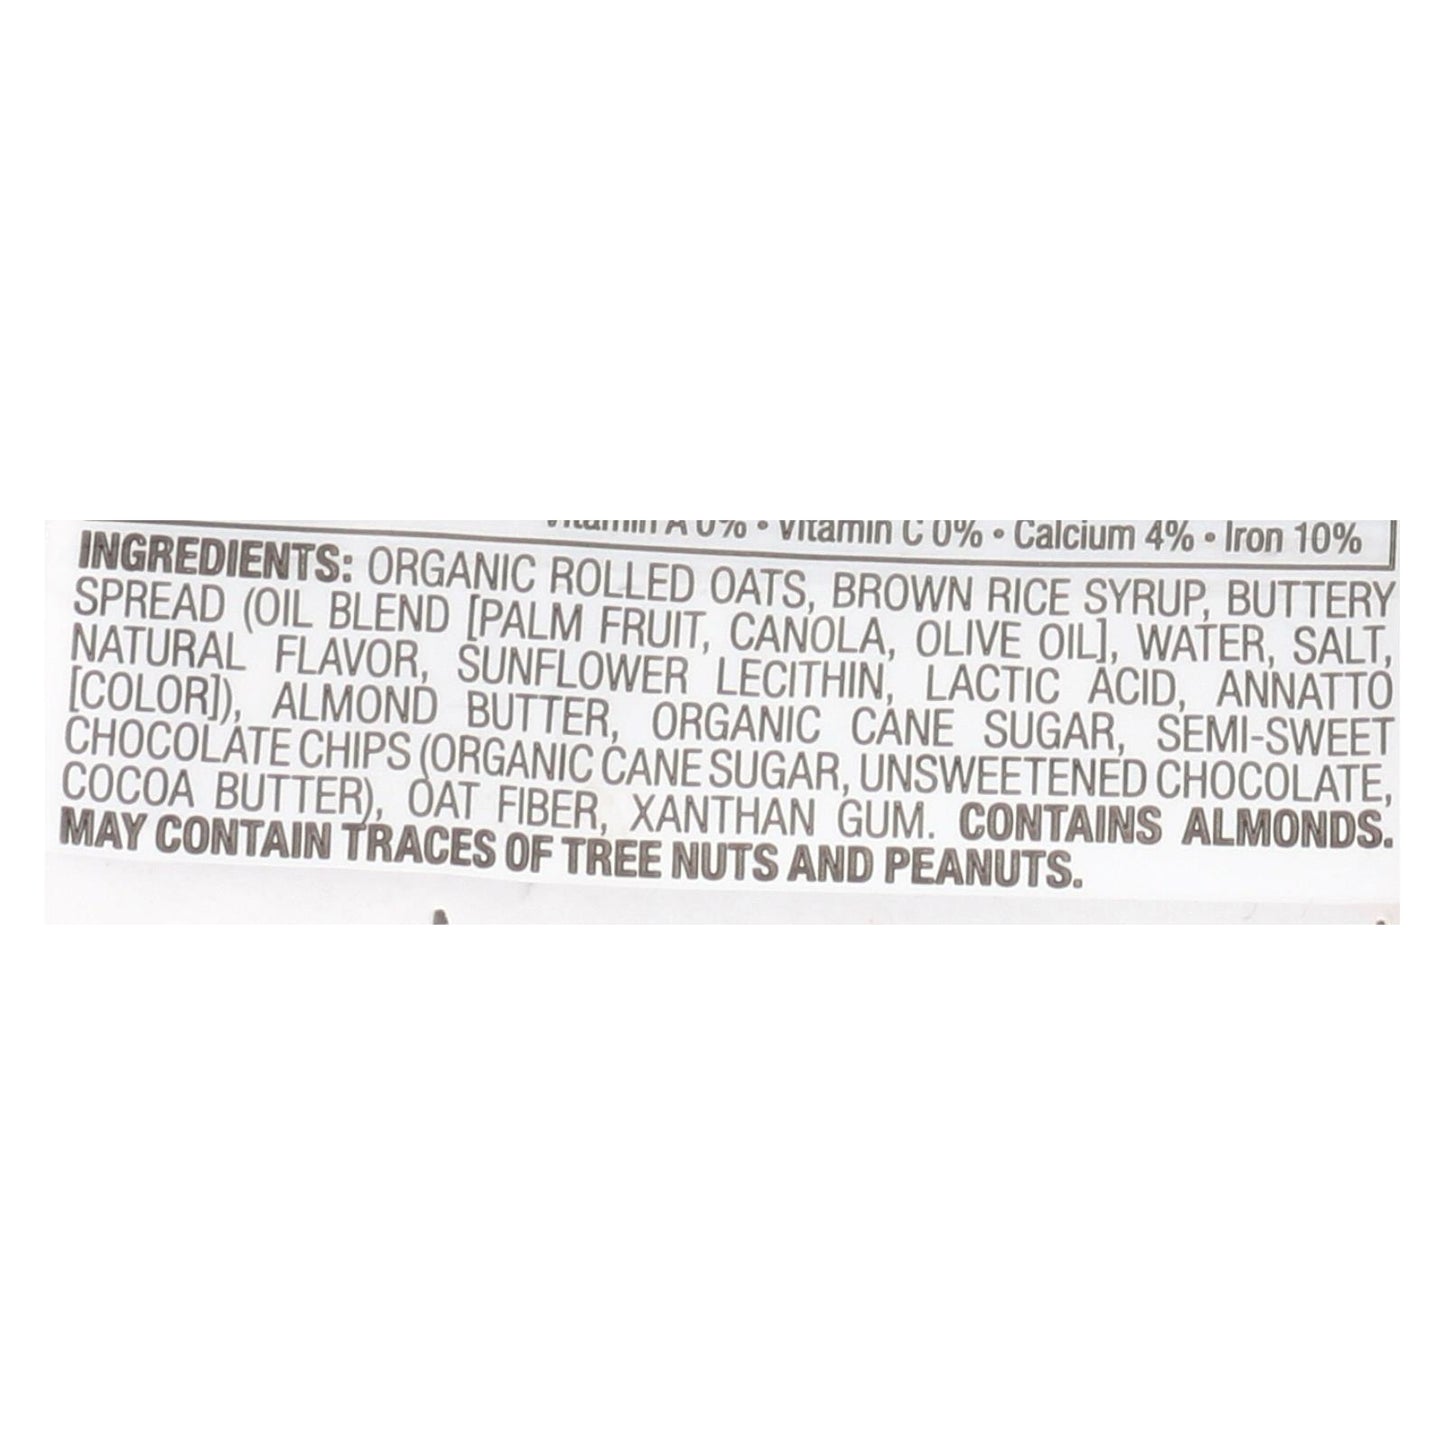 Vitamin A 0% • Vitamin C 0% • Calcium 4% • Iron 10%
INGREDIENTS: ORGANIC ROLLED OATS, BROWN RICE SYRUP, BUTTERY
SPREAD (OIL BLEND [PALM FRUIT, CANOLA, OLIVE OIL], WATER, SALT,
NATURAL FLAVOR, SUNFLOWER LECITHIN, LACTIC ACID, ANNATTO
[COLOR]), ALMOND BUTTER, ORGANIC CANE SUGAR, SEMI-SWEET
CHOCOLATE CHIPS (ORGANIC CANE SUGAR, UNSWEETENED CHOCOLATE,
COCOA BUTTER), OAT FIBER, XANTHAN GUM. CONTAINS ALMONDS.
MAY CONTAIN TRACES OF TREE NUTS AND PEANUTS.